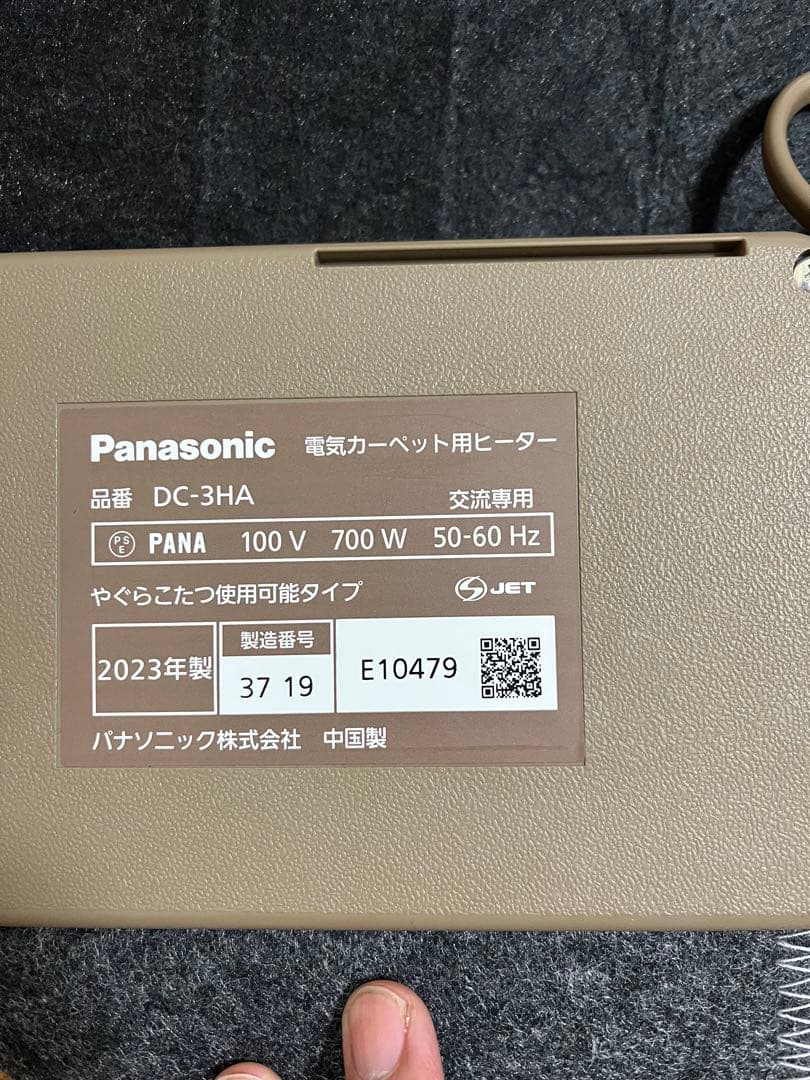 Panasonic 電気カーペット用ヒーター
品番 DC-3HA 交流専用
PS E PANA 100 V 700 W 50-60 Hz
やぐらこたつ使用可能タイプ S JET
2023年製 製造番号 37 19 E10479
パナソニック株式会社 中国製